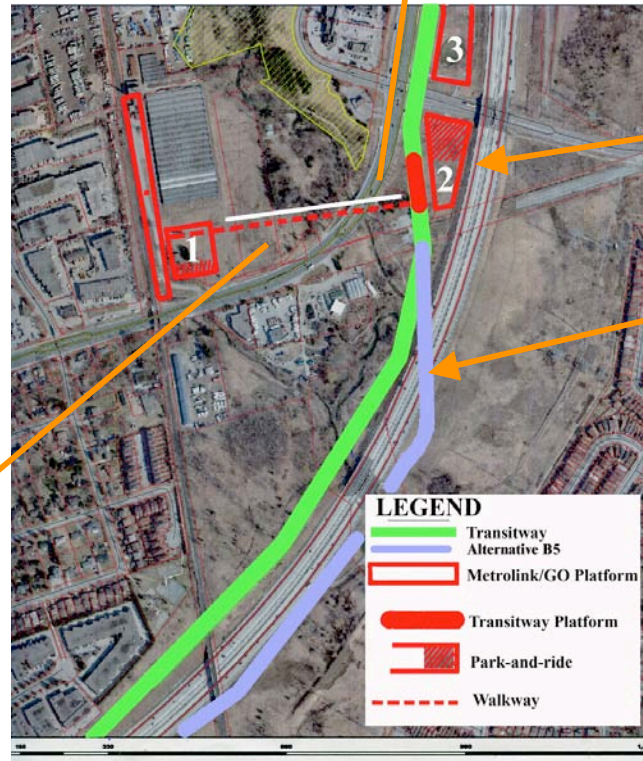 3
2
1
LEGEND
Transitway
Alternative B5
Metrolink/GO Platform
Transitway Platform
Park-and-ride
Walkway